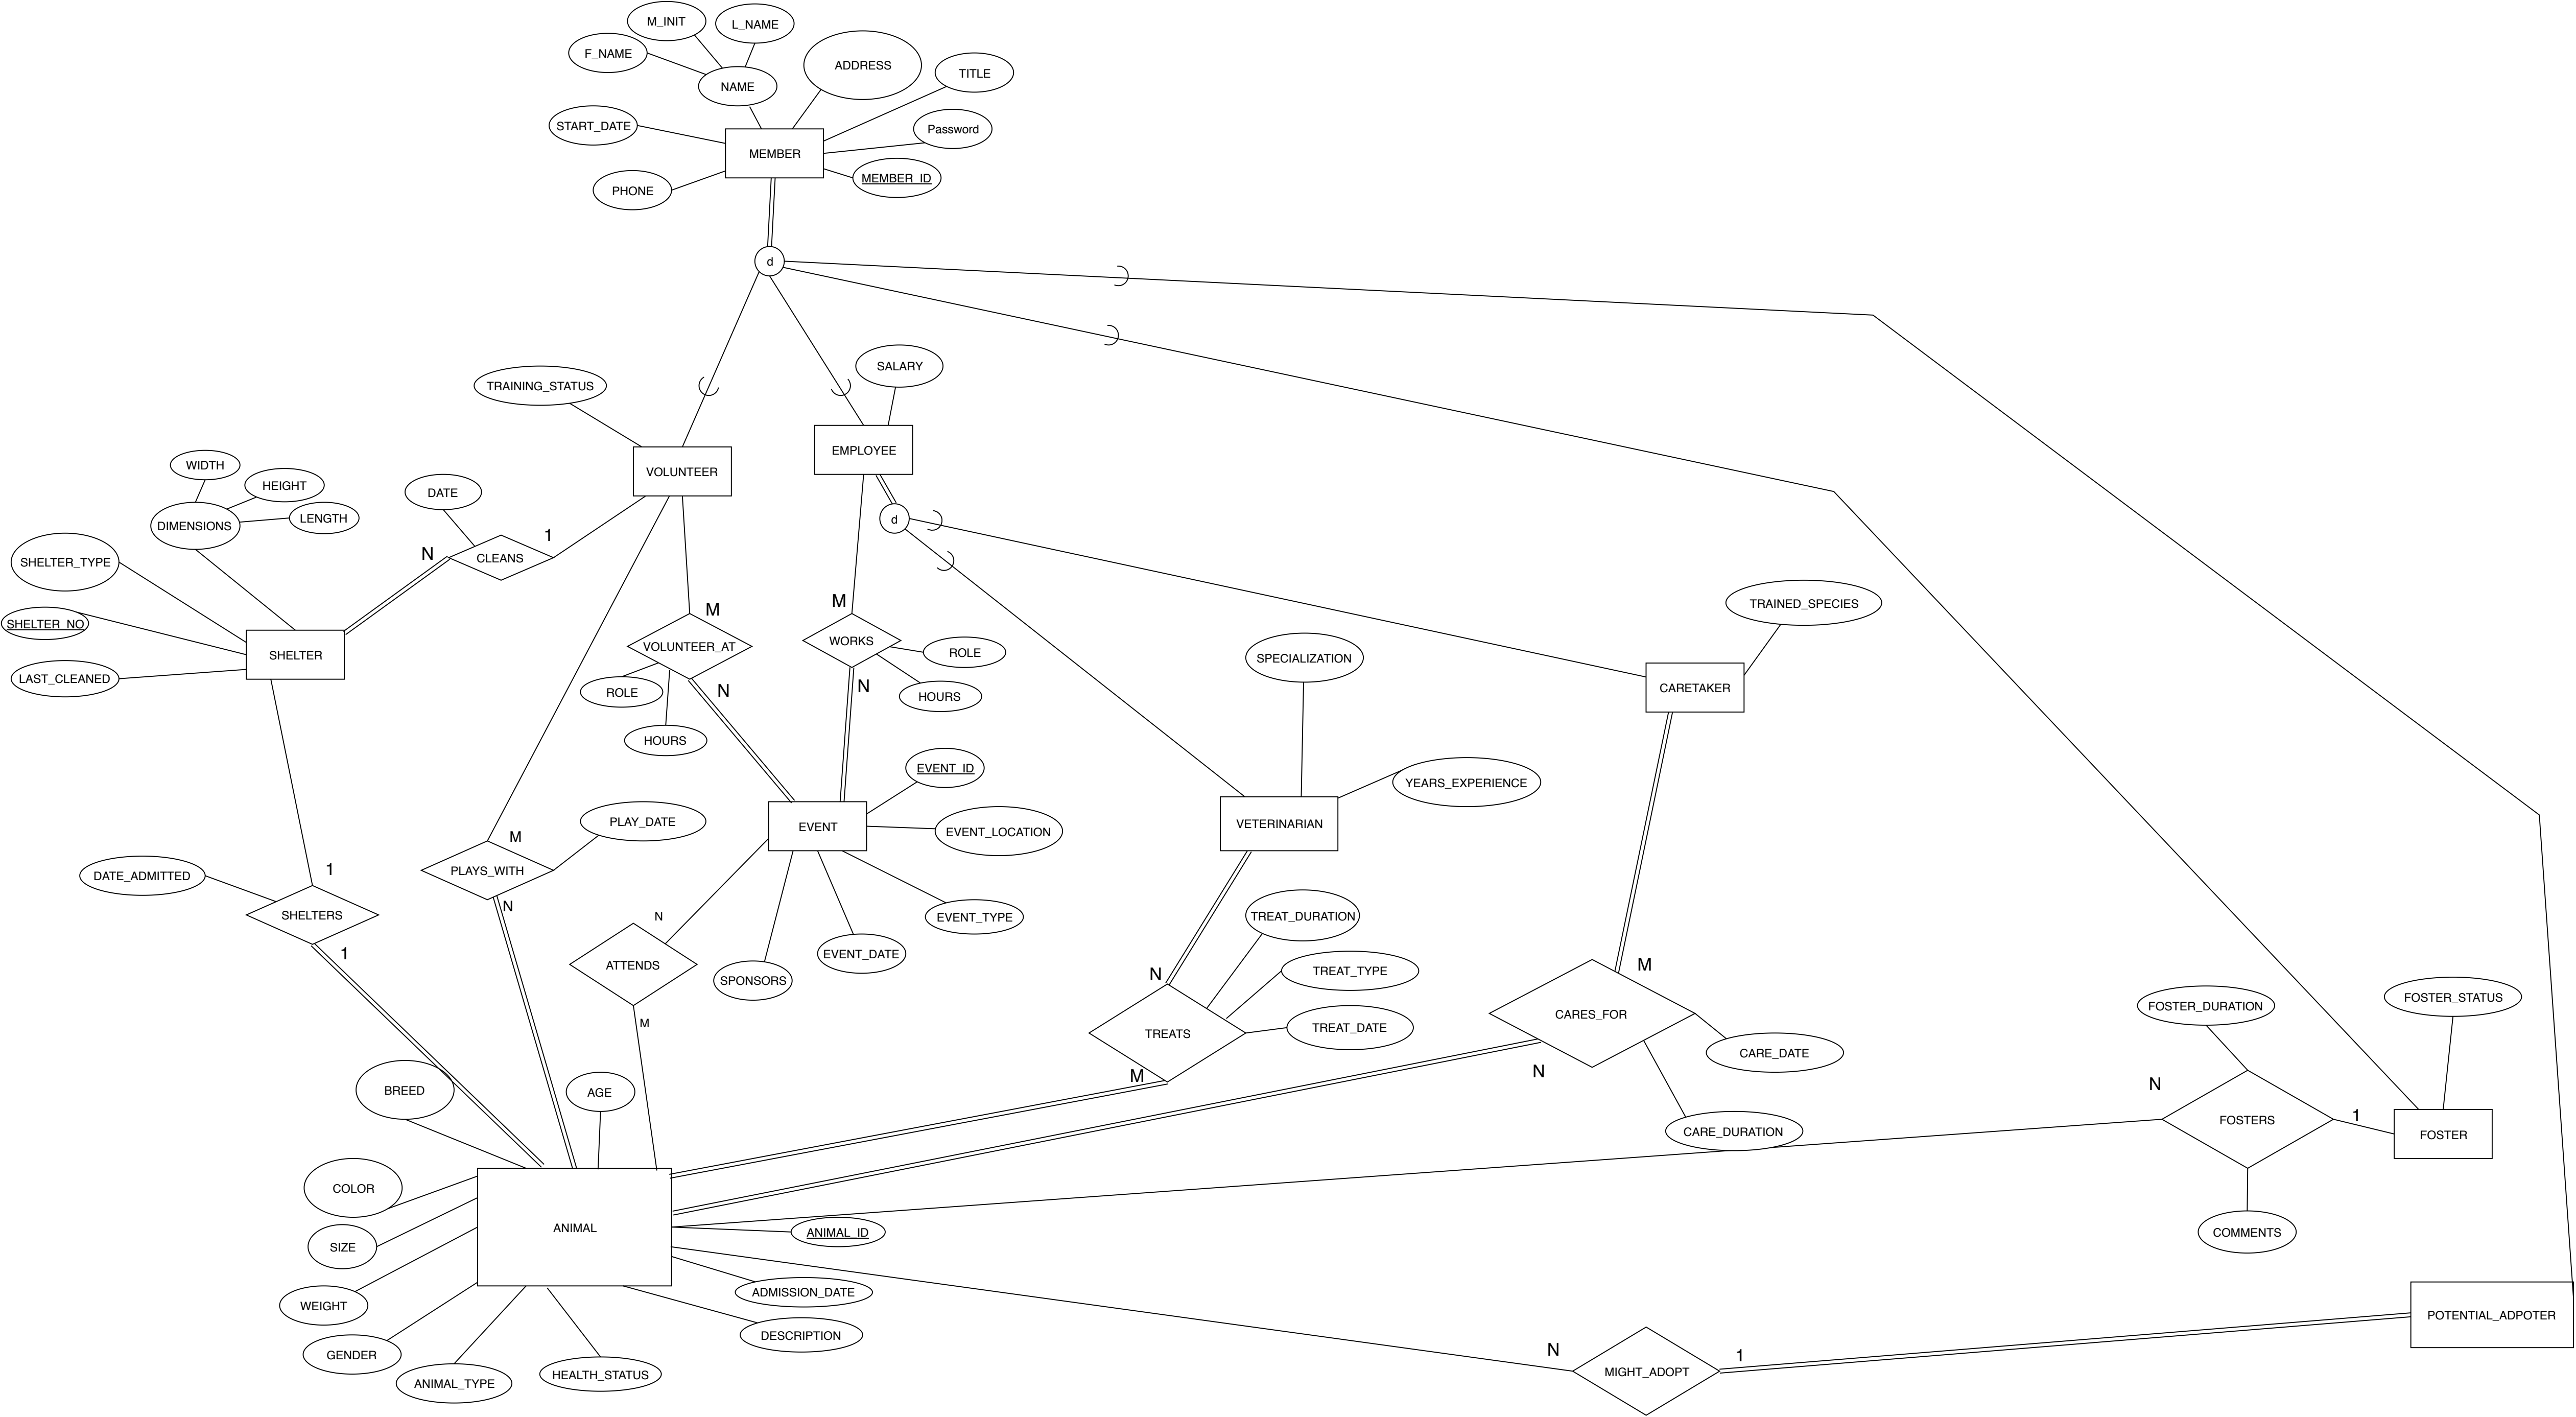 M_INIT
L_NAME
F_NAME
NAME
ADDRESS
TITLE
START_DATE
Password
MEMBER
PHONE
MEMBER_ID
d
TRAINING_STATUS
SALARY
VOLUNTEER
EMPLOYEE
WIDTH
HEIGHT
DATE
DIMENSIONS
LENGTH
d
1
N
CLEANS
SHELTER_TYPE
SHELTER_NO
SHELTER
LAST_CLEANED
M
VOLUNTEER_AT
N
ROLE
HOURS
M
WORKS
N
ROLE
HOURS
TRAINED_SPECIES
SPECIALIZATION
CARETAKER
YEARS_EXPERIENCE
VETERINARIAN
EVENT_ID
EVENT
EVENT_LOCATION
EVENT_TYPE
EVENT_DATE
SPONSORS
PLAY_DATE
M
PLAYS_WITH
N
DATE_ADMITTED
1
SHELTERS
1
N
ATTENDS
M
TREAT_DURATION
TREAT_TYPE
TREAT_DATE
N
TREATS
M
M
CARES_FOR
N
CARE_DATE
CARE_DURATION
FOSTER_DURATION
FOSTER_STATUS
N
FOSTERS
1
FOSTER
COMMENTS
BREED
AGE
COLOR
SIZE
ANIMAL
ANIMAL_ID
WEIGHT
ADMISSION_DATE
GENDER
DESCRIPTION
ANIMAL_TYPE
HEALTH_STATUS
N
MIGHT_ADOPT
1
POTENTIAL_ADPOTER